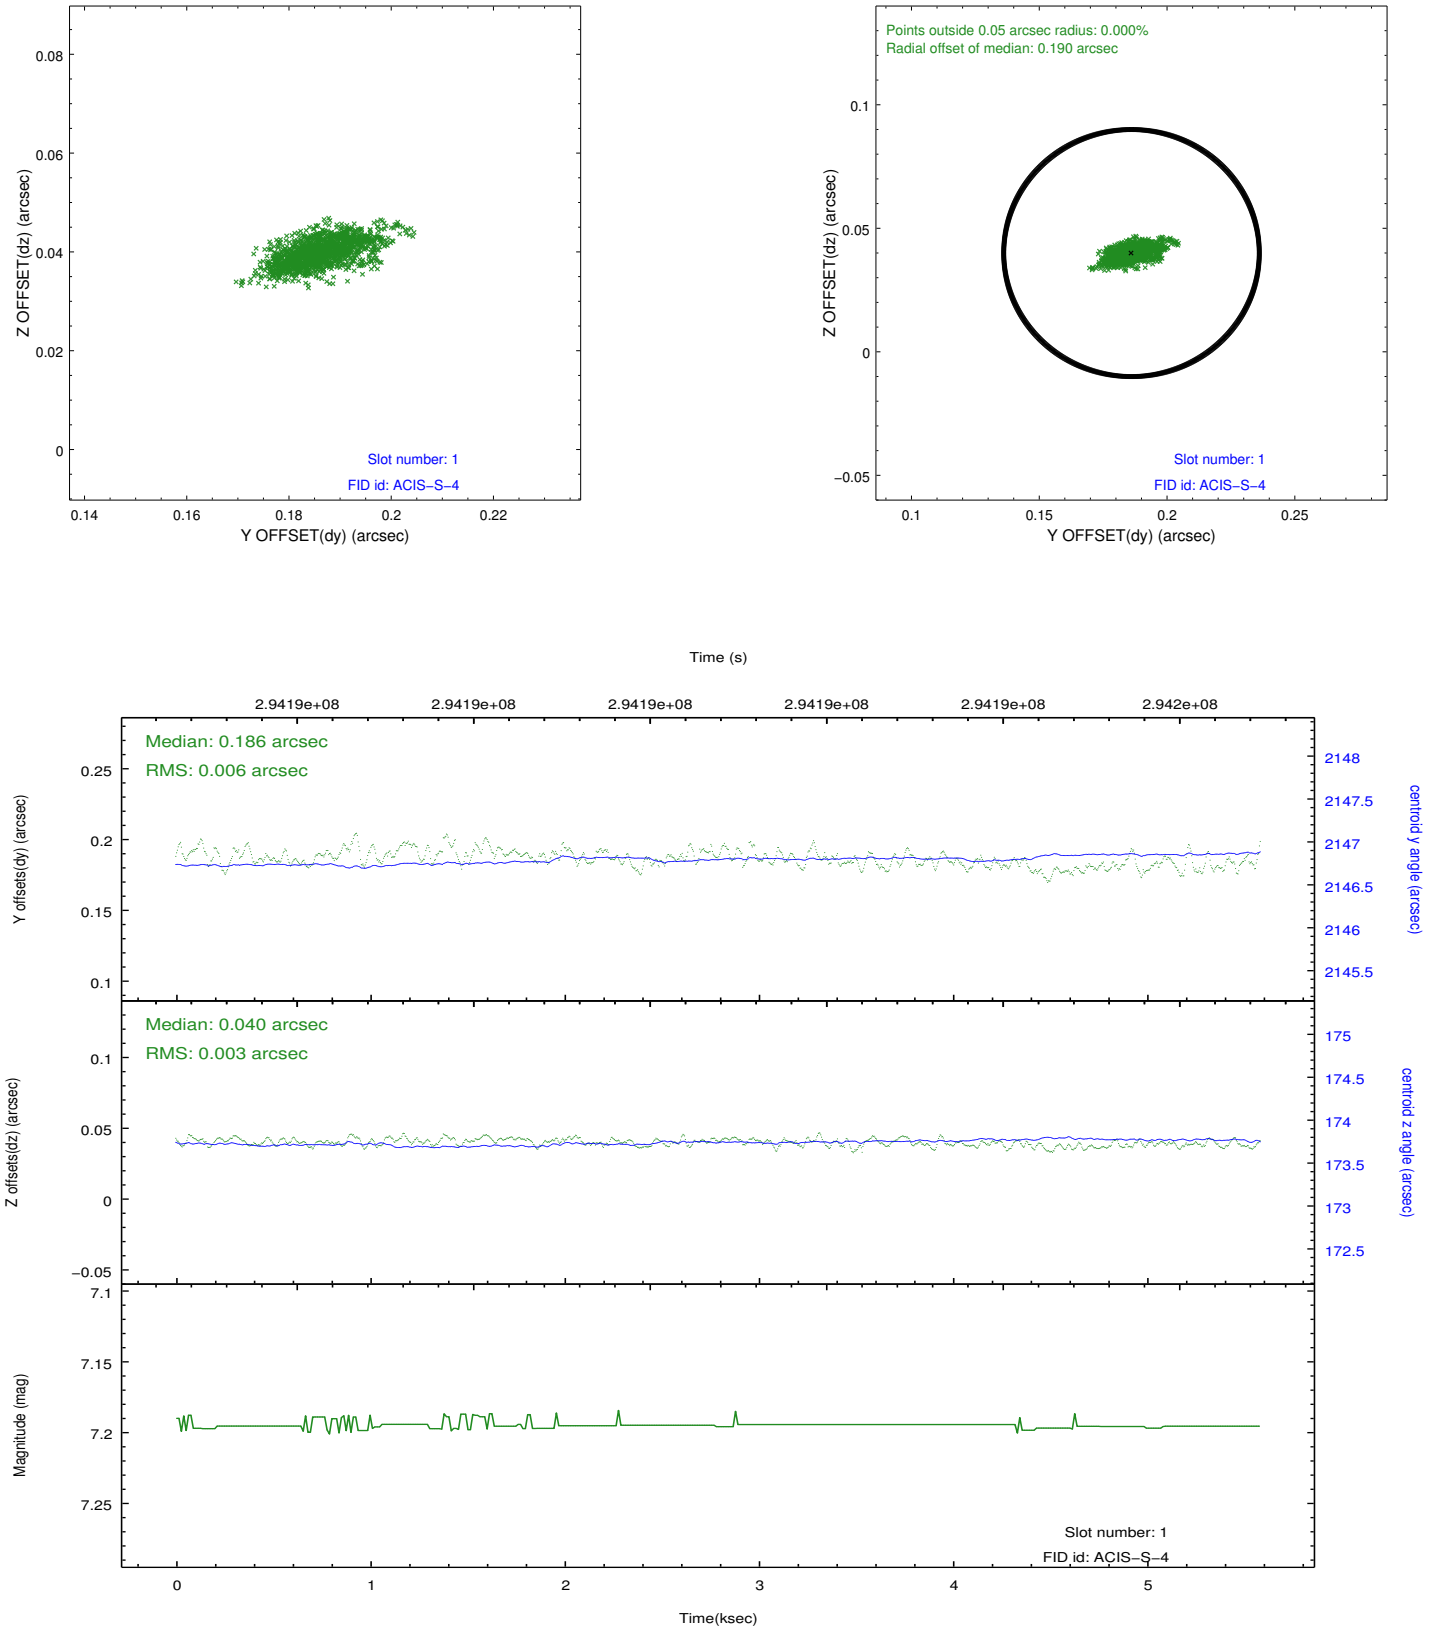 0.08
0.06
0.04
0.02
0
Z OFFSET(dz) (arcsec)
Slot number: 1
FID id: ACIS−S−4
0.14 0.16 0.18 0.2 0.22
Y OFFSET(dy) (arcsec)
Points outside 0.05 arcsec radius: 0.000%
Radial offset of median: 0.190 arcsec
0.1
0.05
0
−0.05
Z OFFSET(dz) (arcsec)
Slot number: 1
FID id: ACIS−S−4
0.1 0.15 0.2 0.25
Y OFFSET(dy) (arcsec)
Time (s)
2.9419e+08 2.9419e+08 2.9419e+08 2.9419e+08 2.9419e+08 2.942e+08
Median: 0.186 arcsec
RMS: 0.006 arcsec
0.25
0.2
0.15
0.1
Y offsets(dy) (arcsec)
2148
2147.5
2147
2146.5
2146
2145.5
centroid y angle (arcsec)
Median: 0.040 arcsec
RMS: 0.003 arcsec
0.1
0.05
0
−0.05
Z offsets(dz) (arcsec)
175
174.5
174
173.5
173
172.5
centroid z angle (arcsec)
7.1
7.15
7.2
7.25
Magnitude (mag)
Slot number: 1
FID id: ACIS−S−4
0 1 2 3 4 5
Time(ksec)